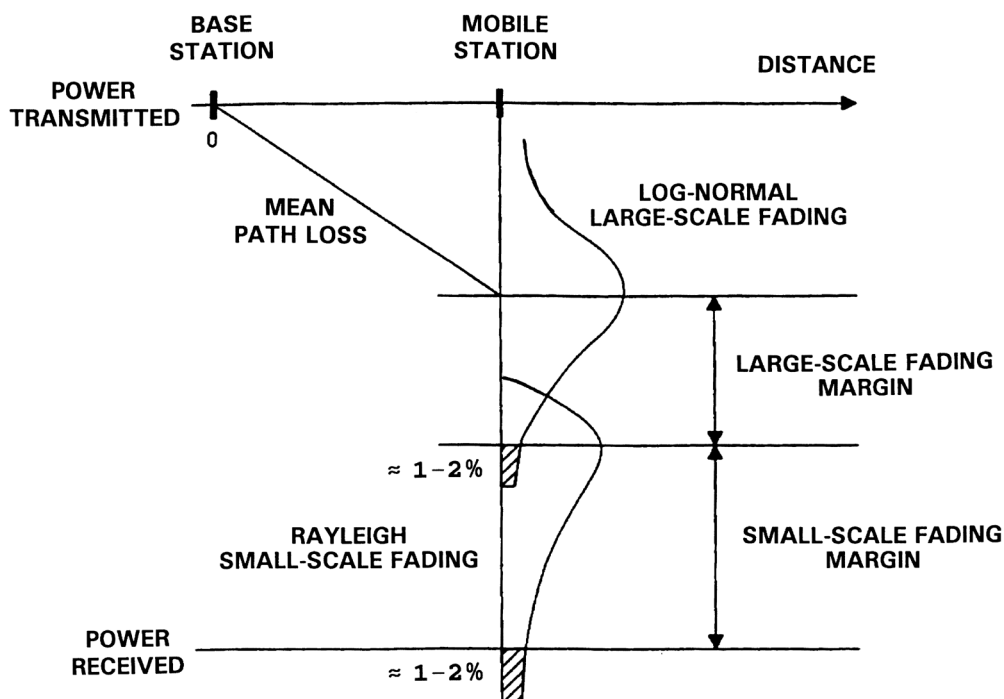 BASE
STATION
MOBILE
STATION
DISTANCE
POWER
TRANSMITTED
0
MEAN
PATH LOSS
LOG-NORMAL
LARGE-SCALE FADING
LARGE-SCALE FADING
MARGIN
≈ 1–2%
RAYLEIGH
SMALL-SCALE FADING
SMALL-SCALE FADING
MARGIN
POWER
RECEIVED
≈ 1–2%